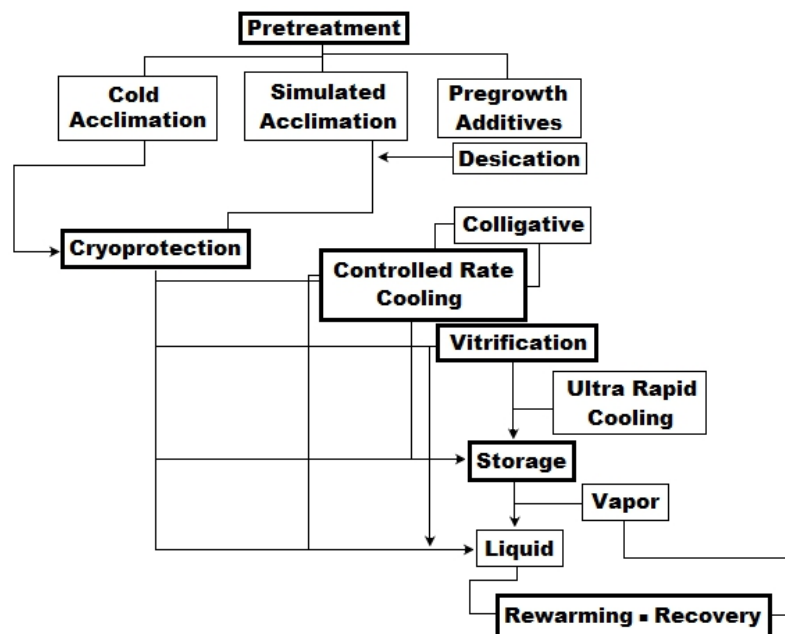 Pretreatment
Cold
Acclimation
Simulated
Acclimation
Pregrowth
Additives
Desication
Colligative
Cryoprotection
Controlled Rate
Cooling
Vitrification
Ultra Rapid
Cooling
Storage
Vapor
Liquid
Rewarming ▪ Recovery